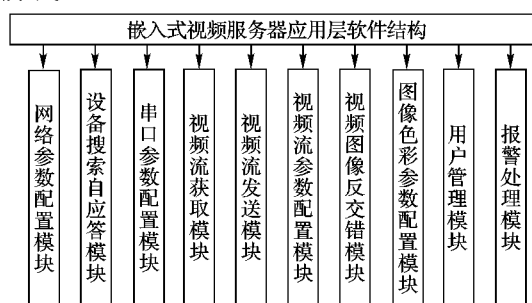 嵌入式视频服务器应用层软件结构
网络参数配置模块
设备搜索自应答模块
串口参数配置模块
视频流获取模块
视频流发送模块
视频流参数配置模块
视频图像反交错模块
图像色彩参数配置模块
用户管理模块
报警处理模块